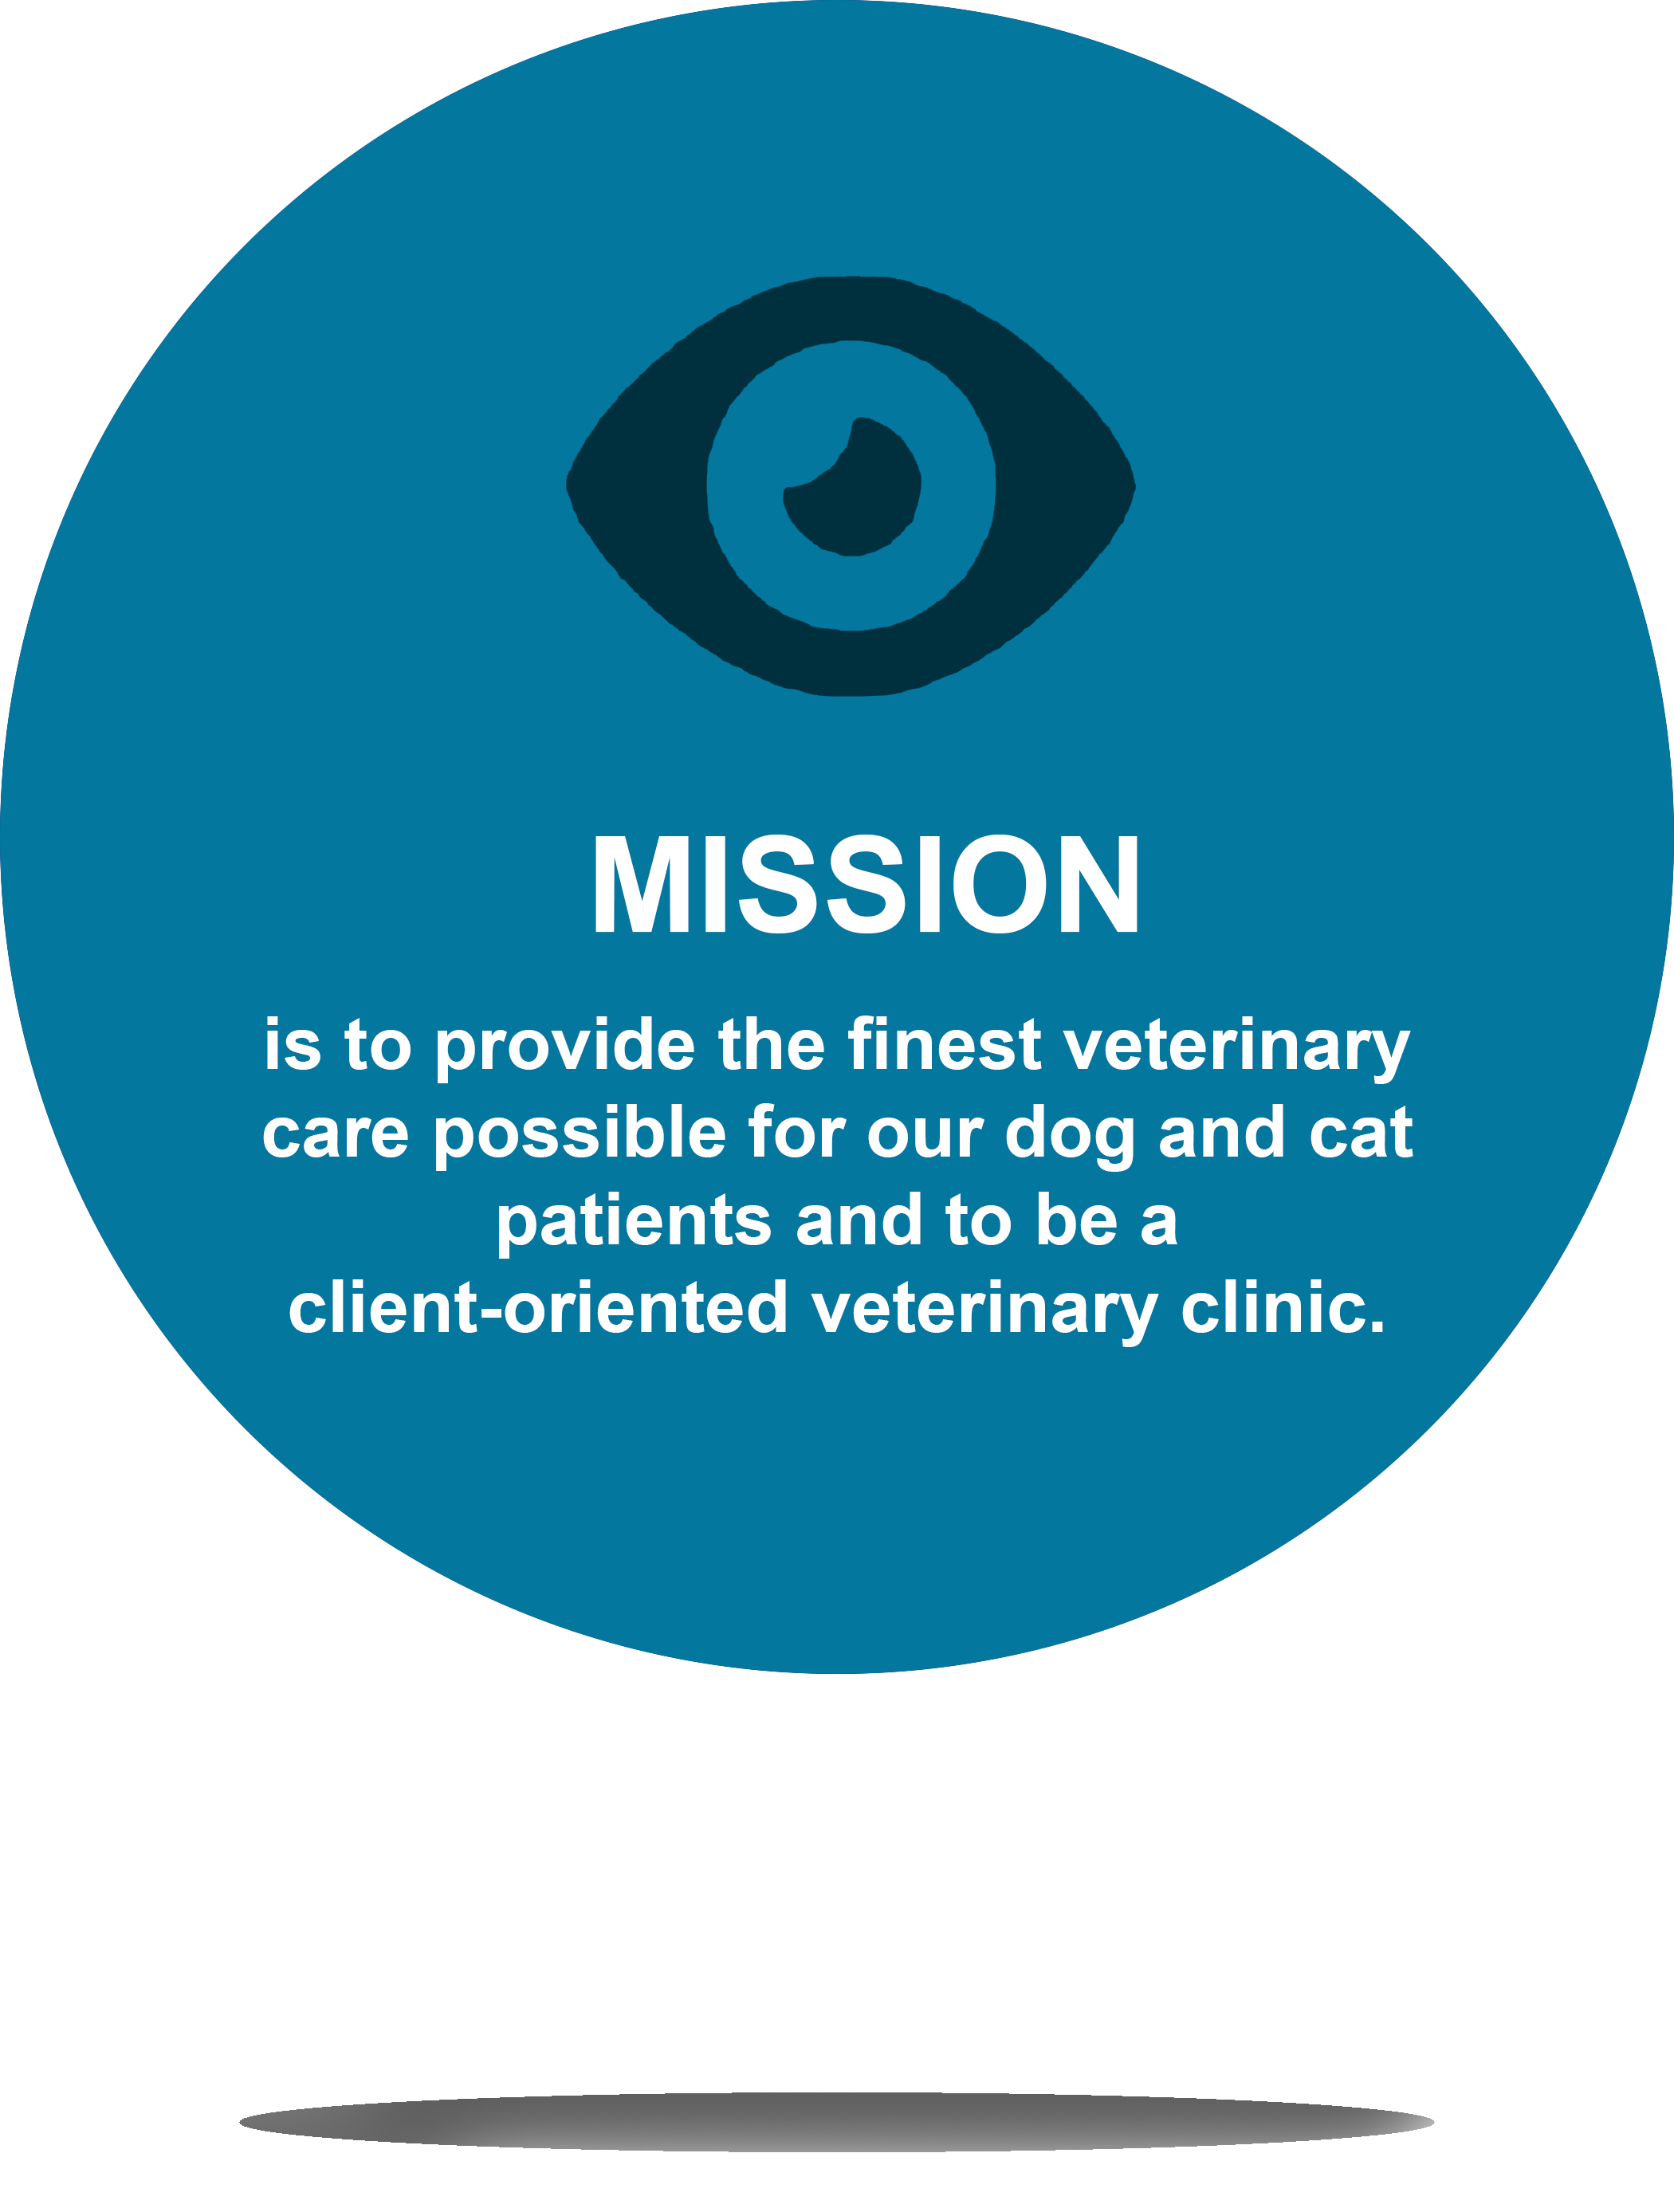 MISSION
is to provide the finest veterinary
care possible for our dog and cat
patients and to be a
client-oriented veterinary clinic.